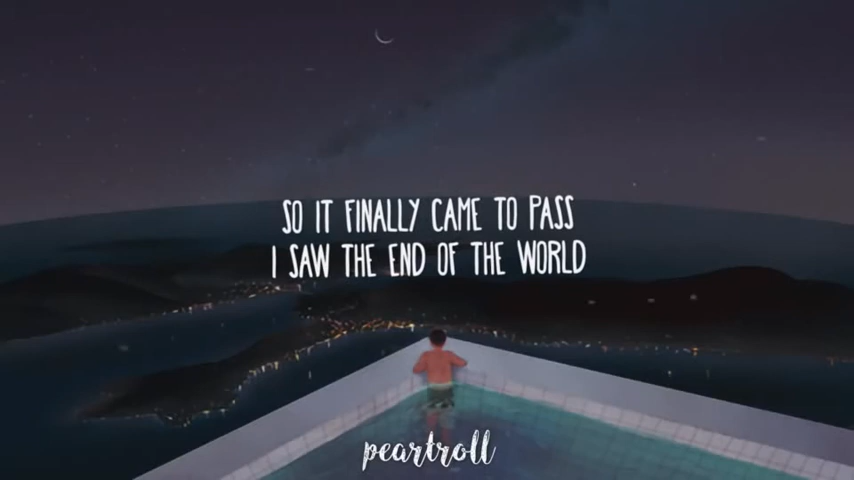 SO IT FINALLY CAME TO PASS
I SAW THE END OF THE WORLD
peartroll